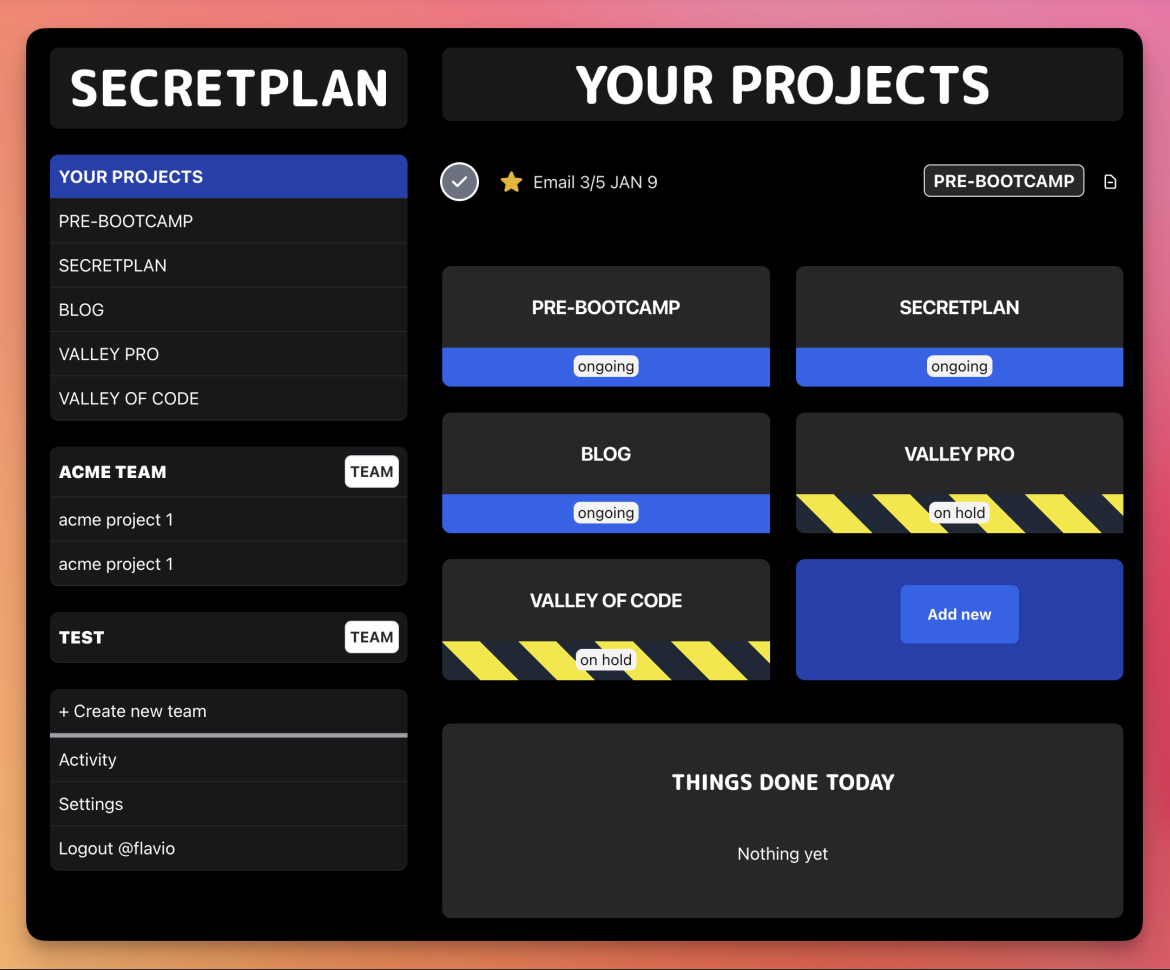 SECRETPLAN
YOUR PROJECTS
PRE-BOOTCAMP
SECRETPLAN
BLOG
VALLEY PRO
VALLEY OF CODE
ACME TEAM TEAM
acme project 1
acme project 1
TEST TEAM
+ Create new team
Activity
Settings
Logout @flavio
YOUR PROJECTS
Email 3/5 JAN 9 PRE-BOOTCAMP
PRE-BOOTCAMP
ongoing
SECRETPLAN
ongoing
BLOG
ongoing
VALLEY PRO
on hold
VALLEY OF CODE
on hold
Add new
THINGS DONE TODAY
Nothing yet